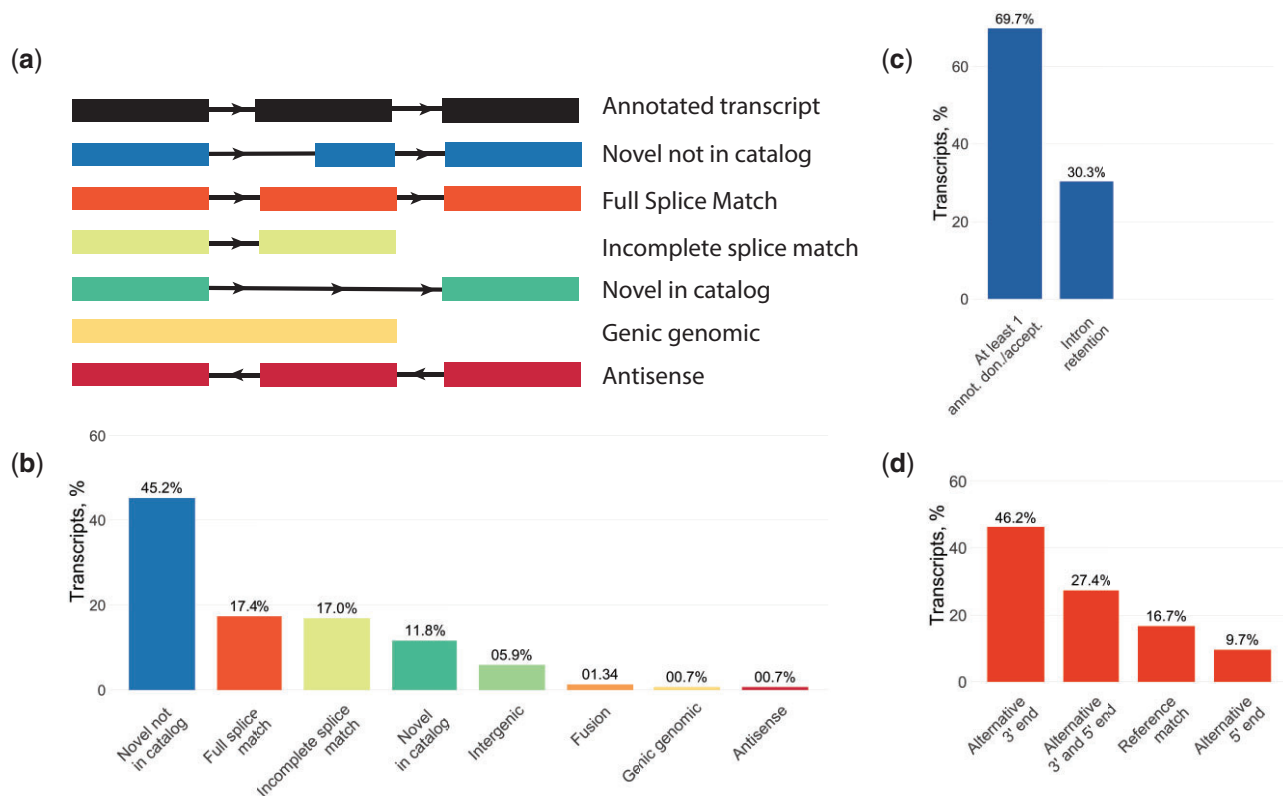 (a)
Annotated transcript
Novel not in catalog
Full Splice Match
Incomplete splice match
Novel in catalog
Genic genomic
Antisense
(b)
Transcripts, %
60
40
20
0
45.2%
17.4%
17.0%
11.8%
05.9%
01.34
00.7%
00.7%
Novel not
in catalog
Full splice
match
Incomplete splice
match
Novel
in catalog
Intergenic
Fusion
Genic genomic
Antisense
(c)
Transcripts, %
60
40
20
0
69.7%
30.3%
At least 1
annot. don./accept.
Intron
retention
(d)
Transcripts, %
60
40
20
0
46.2%
27.4%
16.7%
9.7%
Alternative
3' end
Alternative
3' and 5' end
Reference
match
Alternative
5' end